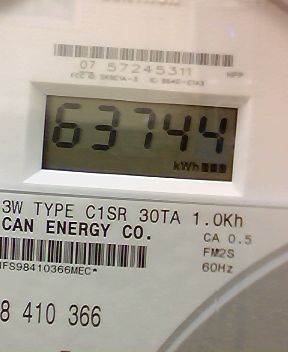 07 57245311
63744
kWh
3W TYPE C1SR 30TA 1.0Kh
CAN ENERGY CO.
CA 0.5
FM2S
60Hz
8 410 366